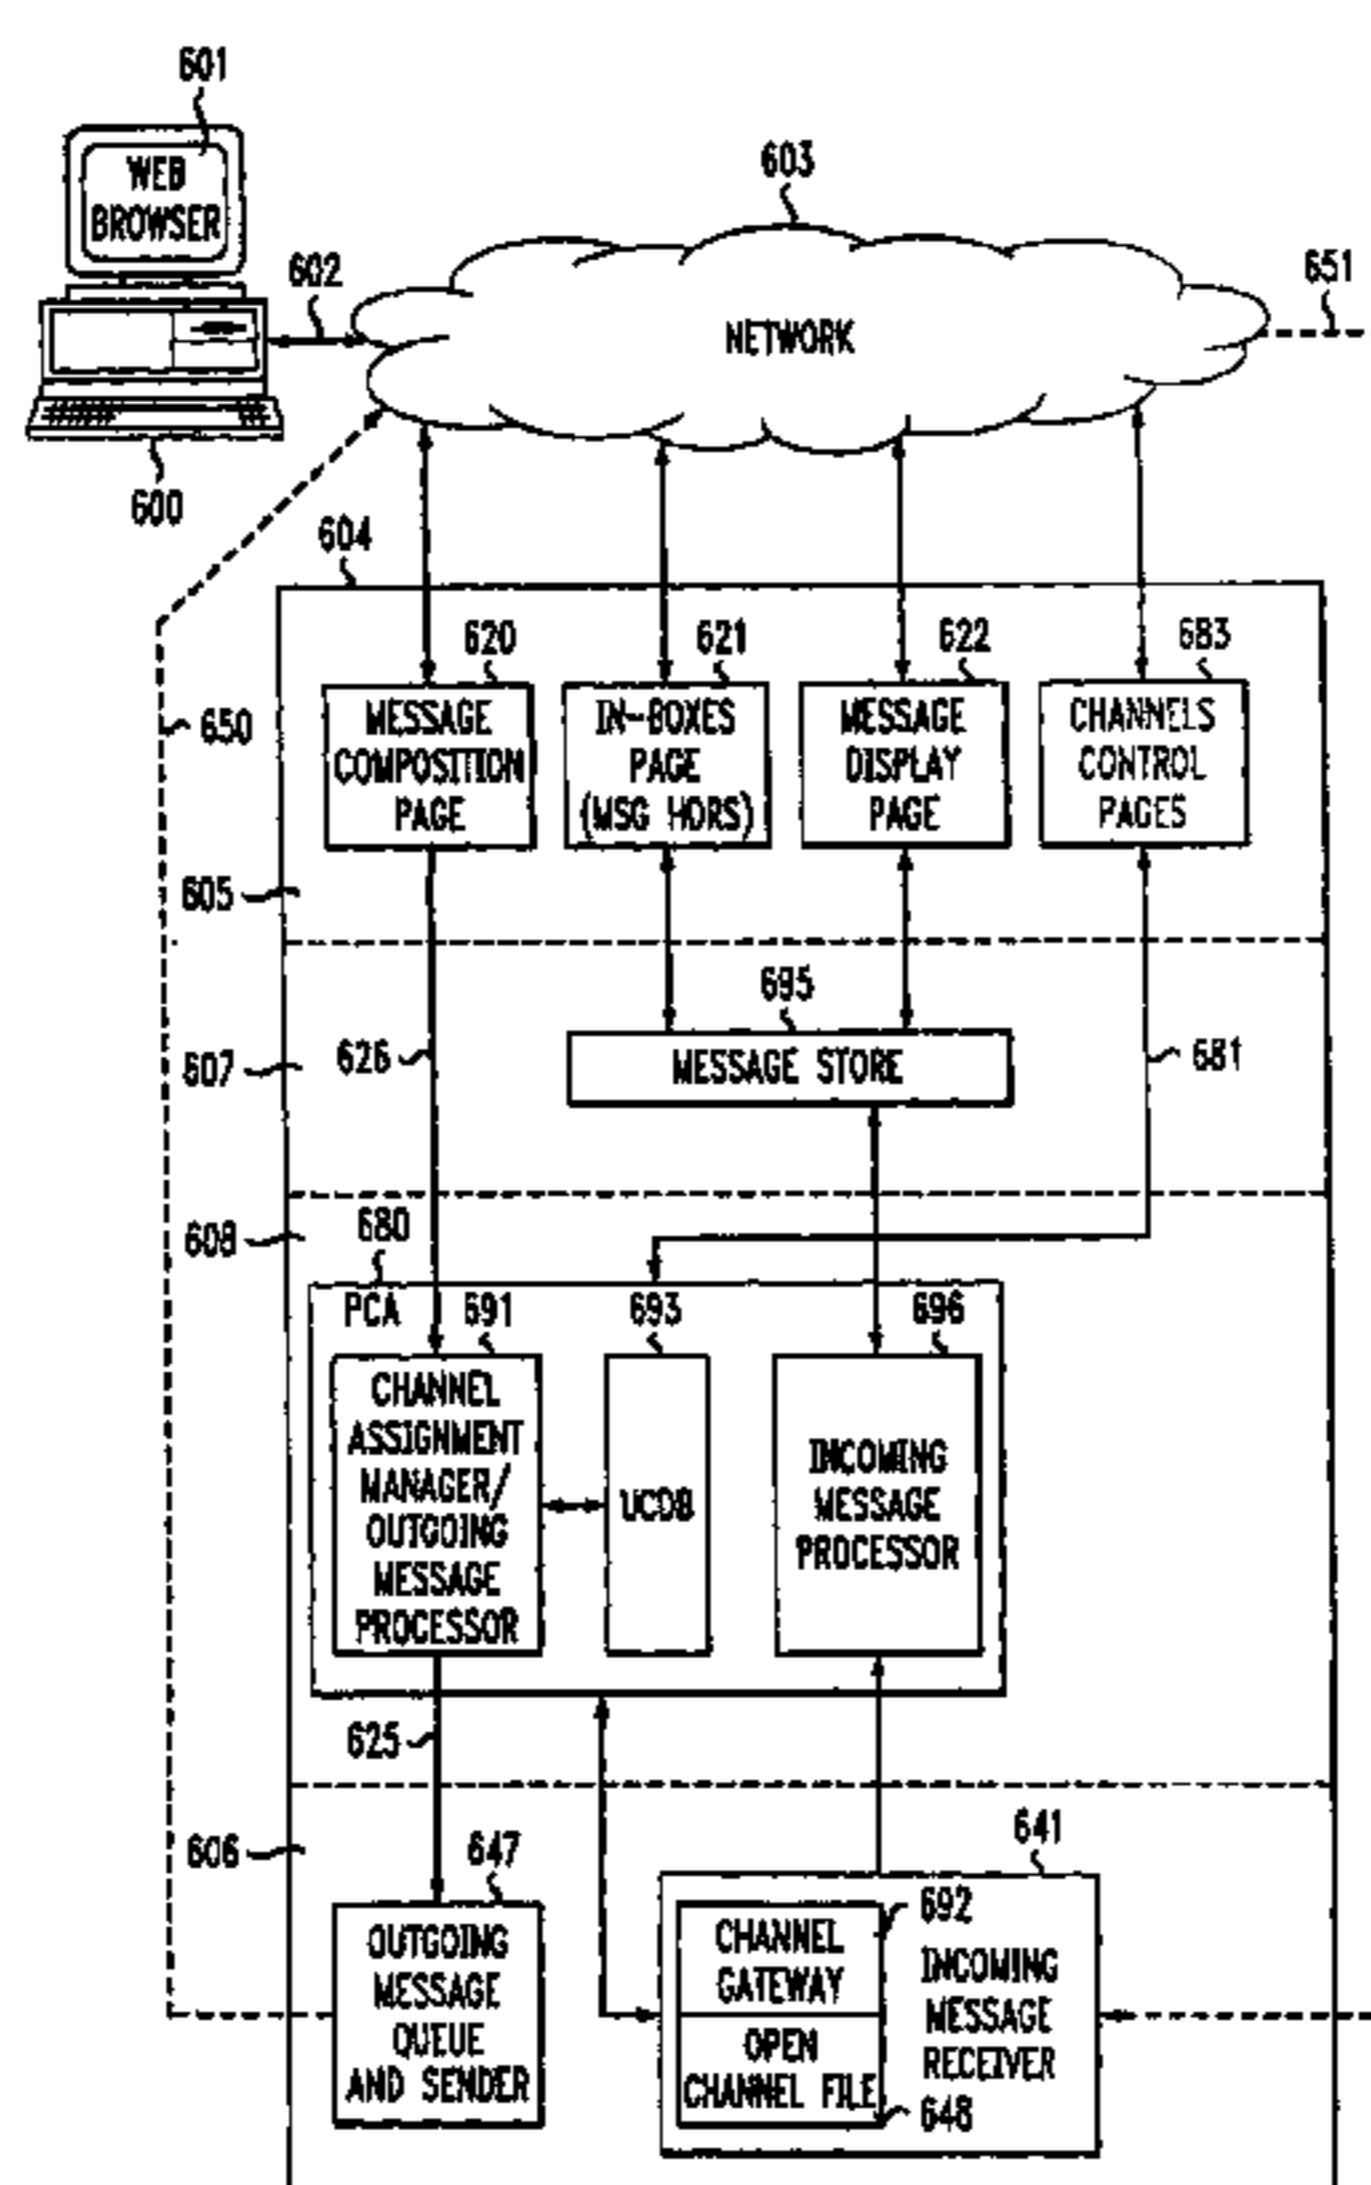 601
WEB
BROWSER
603
602
651
NETWORK
600
604
620
621
622
683
650
MESSAGE
COMPOSITION
PAGE
IN-BOXES
PAGE
(MSG HDRS)
MESSAGE
DISPLAY
PAGE
CHANNELS
CONTROL
PAGES
605
695
626
607
MESSAGE STORE
681
608
680
PCA
691
693
696
CHANNEL
ASSIGNMENT
MANAGER/
OUTGOING
MESSAGE
PROCESSOR
UCDB
INCOMING
MESSAGE
PROCESSOR
625
606
647
641
OUTGOING
MESSAGE
QUEUE
AND SENDER
692
CHANNEL
GATEWAY
OPEN
CHANNEL FILE
648
INCOMING
MESSAGE
RECEIVER